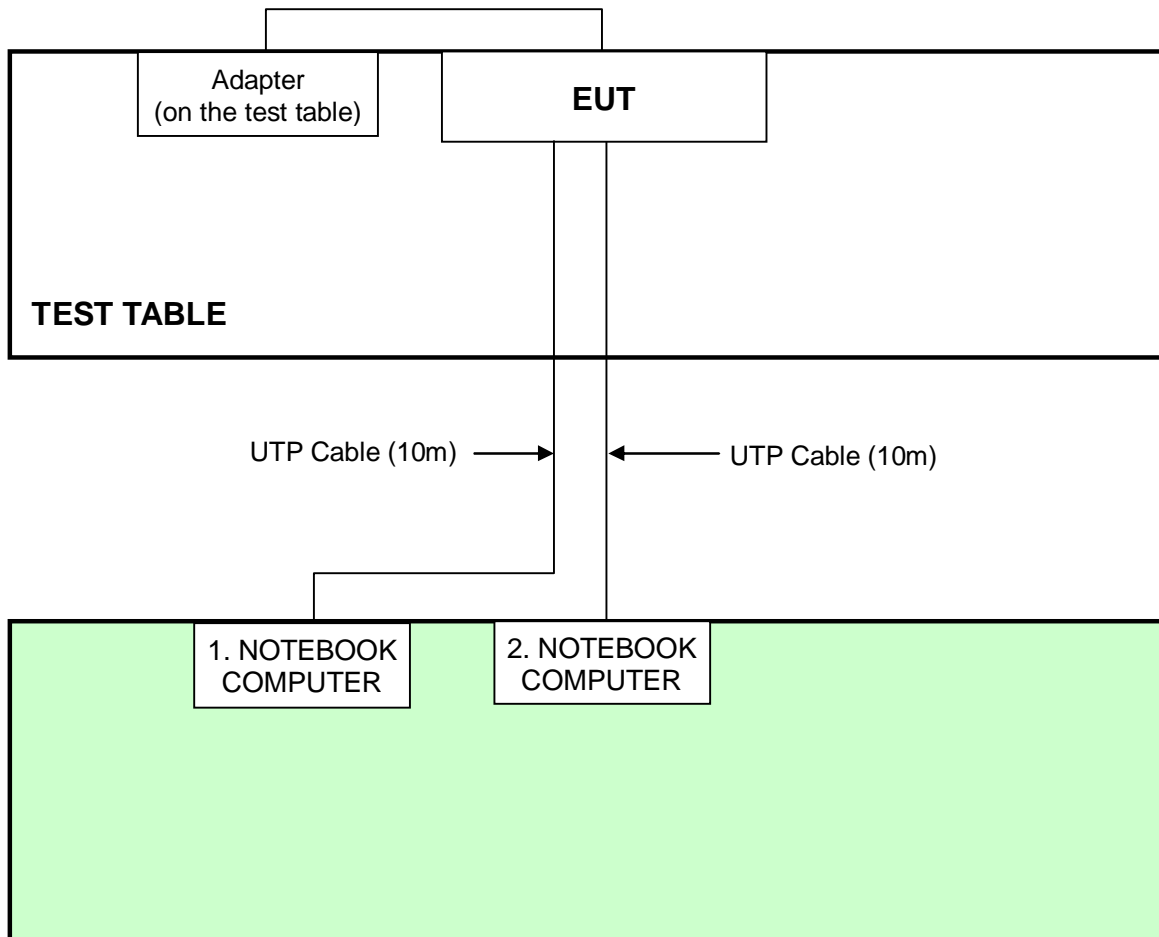 Adapter
(on the test table)
EUT
TEST TABLE
UTP Cable (10m)
UTP Cable (10m)
1. NOTEBOOK
COMPUTER
2. NOTEBOOK
COMPUTER